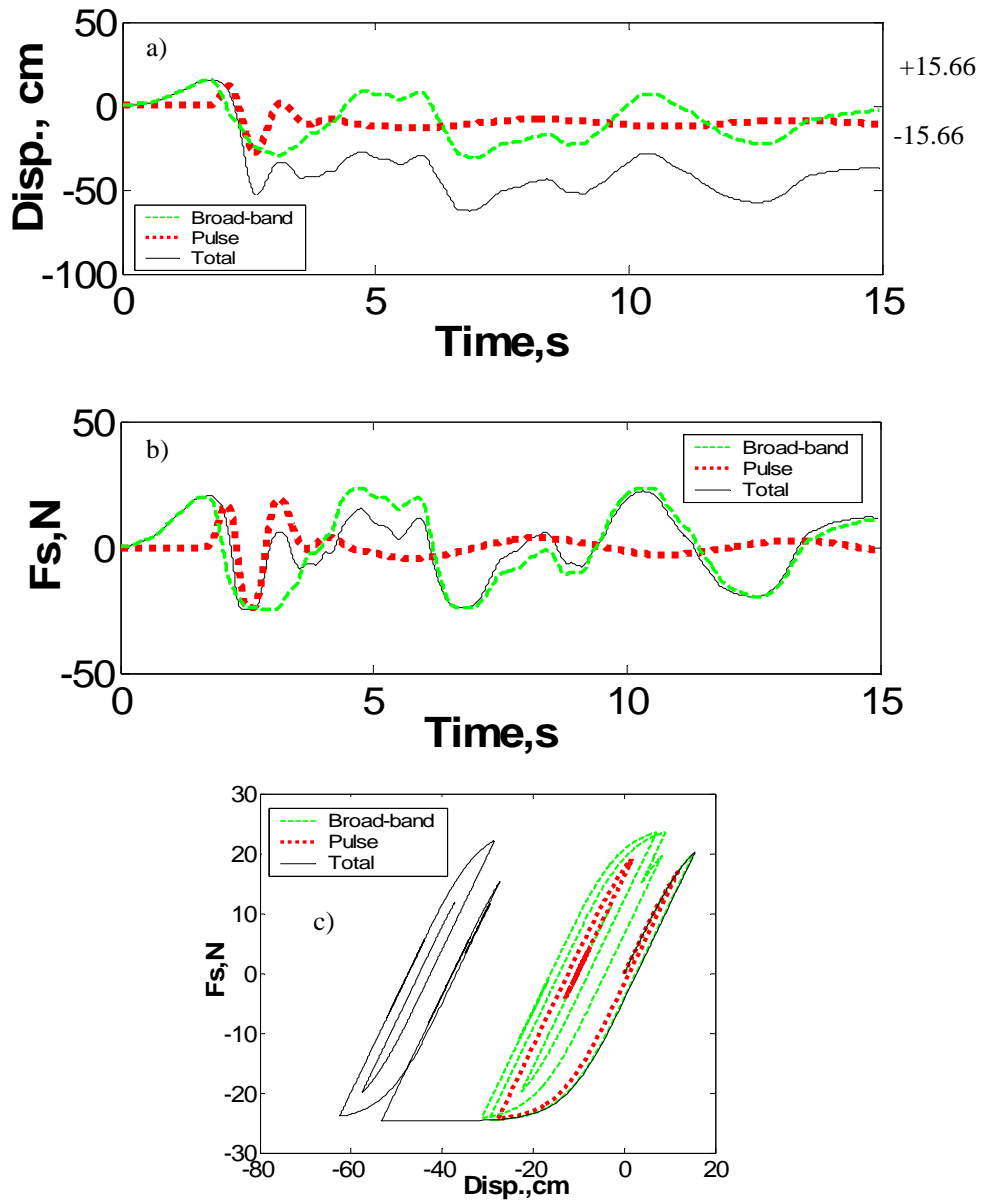 50
a)
+15.66
0
-15.66
Disp., cm
-50
Broad-band
Pulse
Total
-100
0
5
10
15
Time,s
50
b)
Broad-band
Pulse
Total
Fs,N
0
-50
0
5
10
15
Time,s
30
Broad-band
Pulse
Total
20
10
c)
Fs,N
0
-10
-20
-30
-80
-60
-40
-20
0
20
Disp.,cm